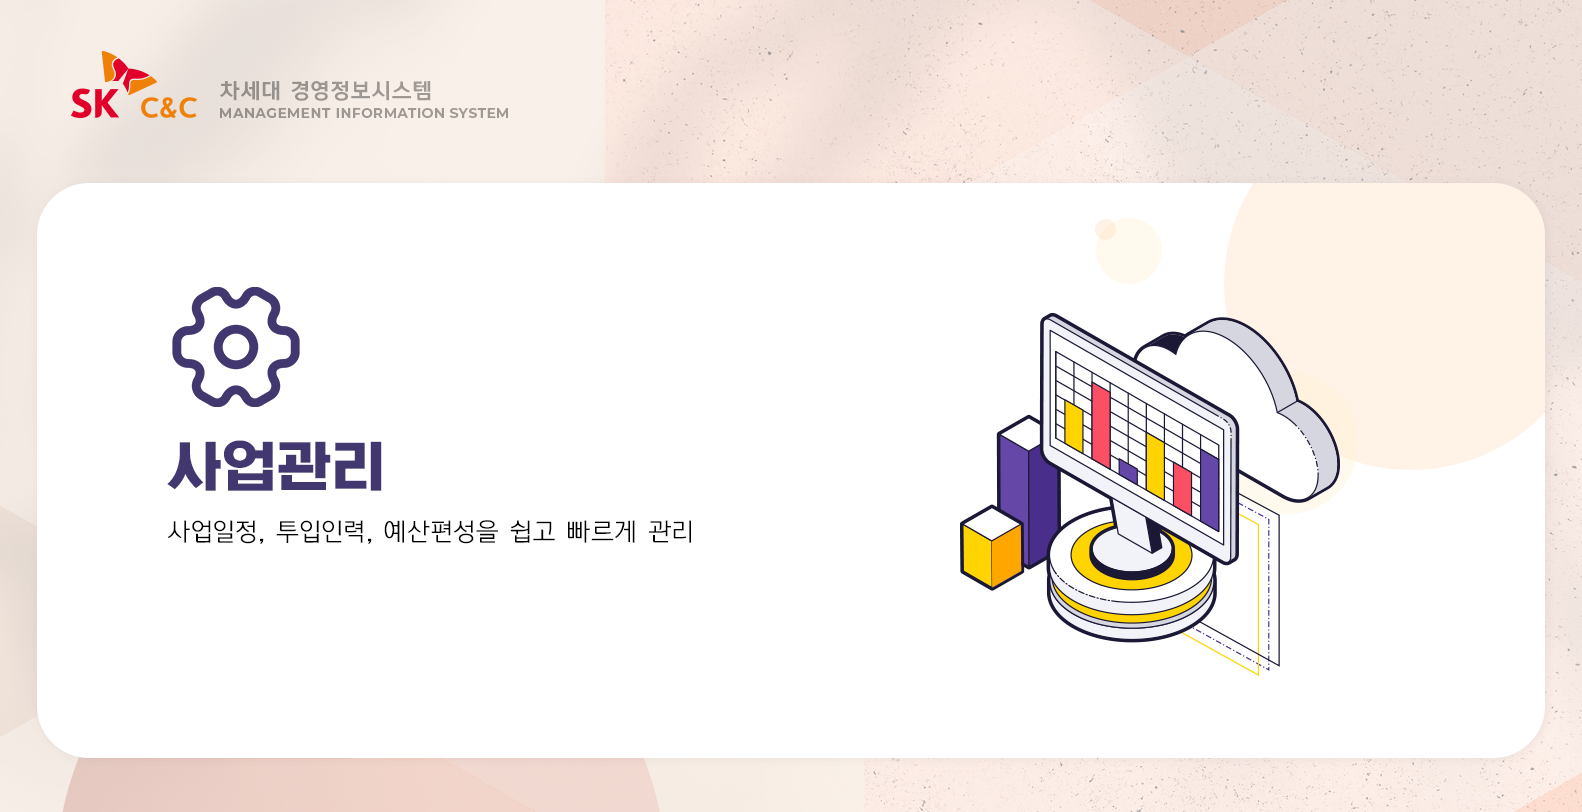 SK C&C
차세대 경영정보시스템
MANAGEMENT INFORMATION SYSTEM
사업관리
사업일정, 투입인력, 예산편성을 쉽고 빠르게 관리